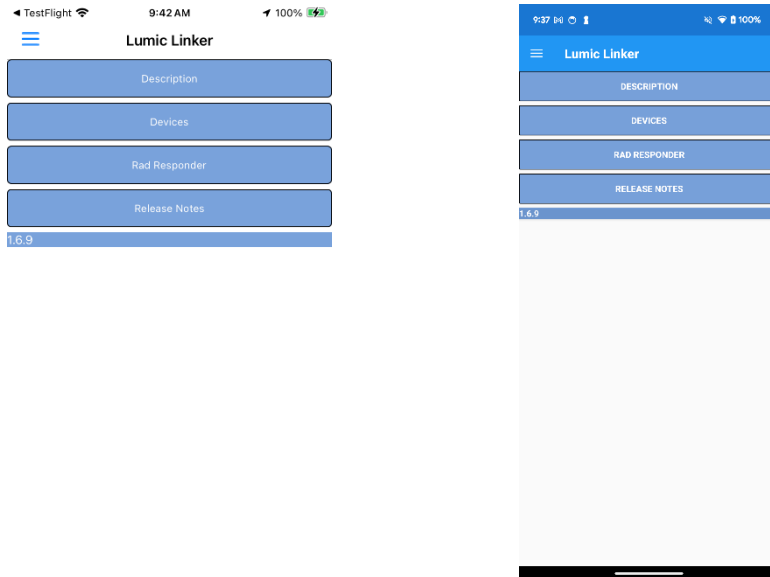 TestFlight 9:42 AM 100%
Lumic Linker
Description
Devices
Rad Responder
Release Notes
1.6.9
9:37 100%
Lumic Linker
DESCRIPTION
DEVICES
RAD RESPONDER
RELEASE NOTES
1.6.9